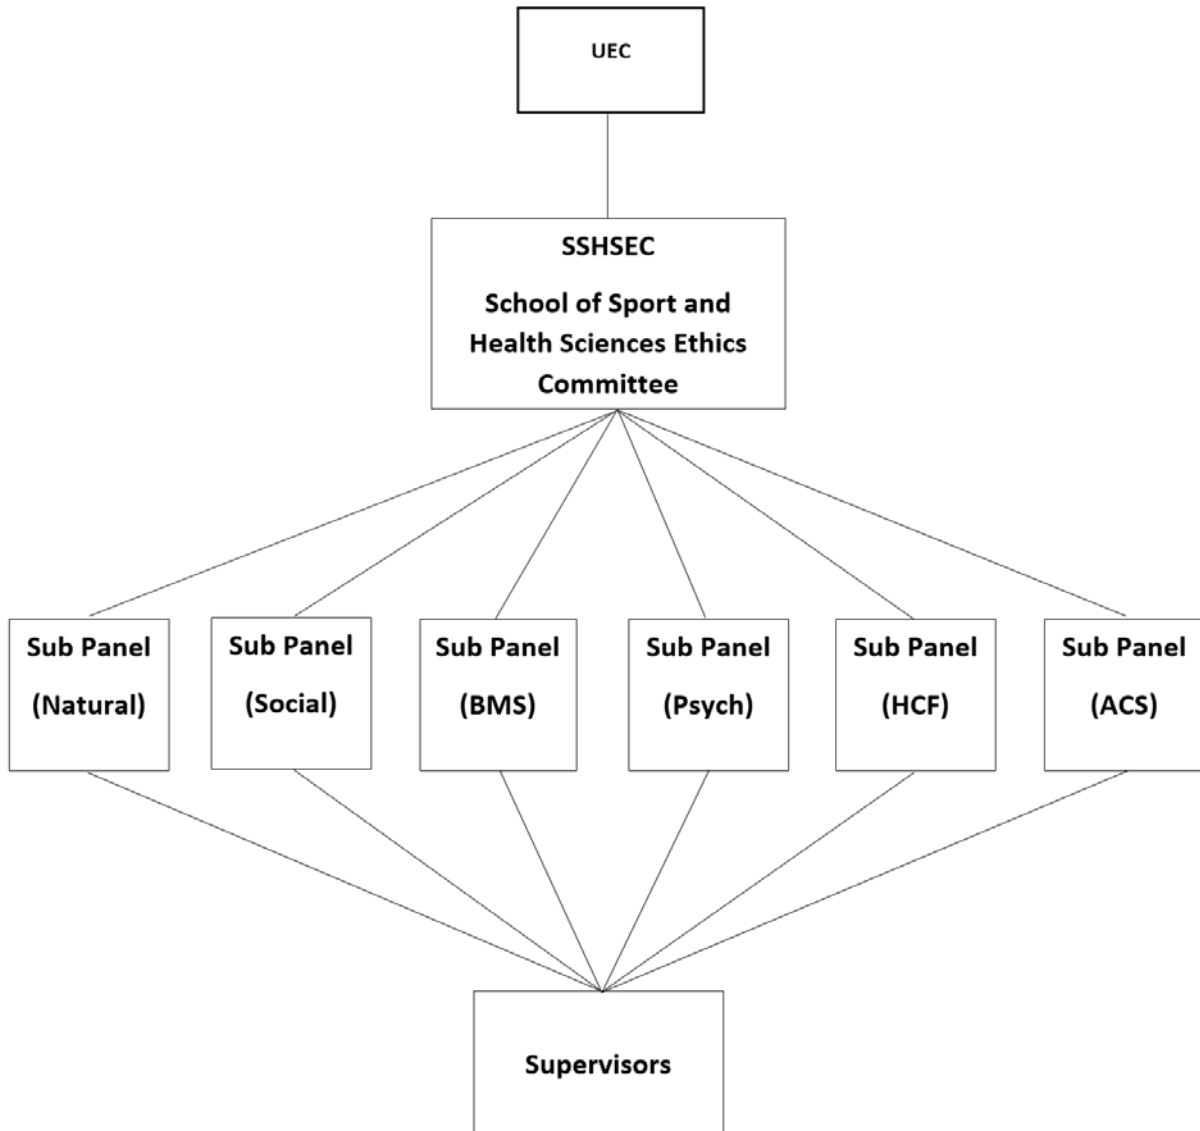 UEC
SSHSEC
School of Sport and
Health Sciences Ethics
Committee
Sub Panel
(Natural)
Sub Panel
(Social)
Sub Panel
(BMS)
Sub Panel
(Psych)
Sub Panel
(HCF)
Sub Panel
(ACS)
Supervisors